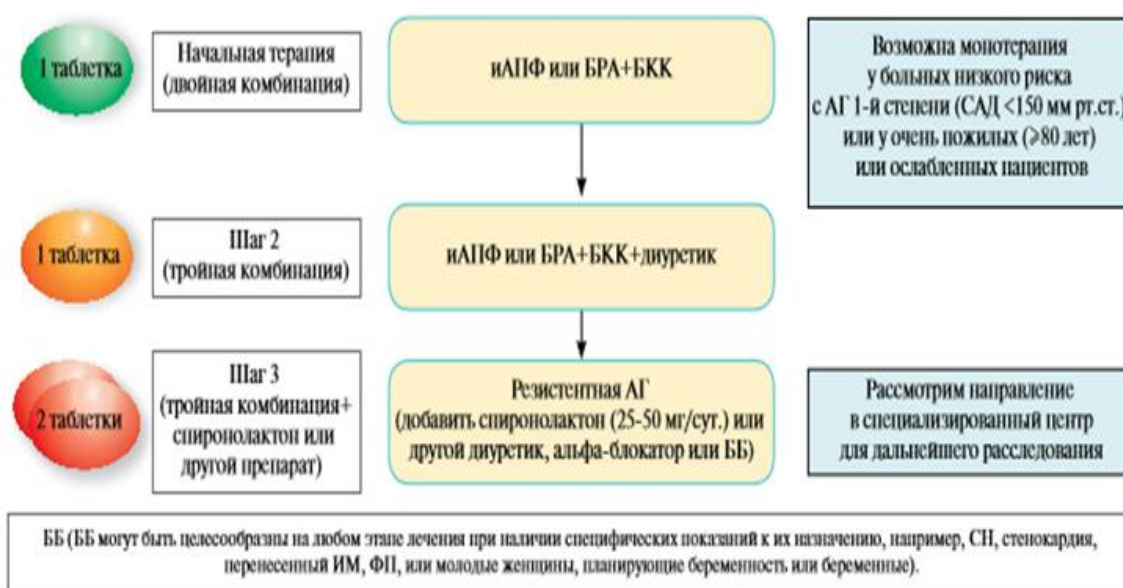 1 таблетка
Начальная терапия
(двойная комбинация)
иАПФ или БРА+БКК
Возможна монотерапия
у больных низкого риска
с АГ 1-й степени (САД <150 мм рт.ст.)
или у очень пожилых (≥80 лет)
или ослабленных пациентов
1 таблетка
Шаг 2
(тройная комбинация)
иАПФ или БРА+БКК+диуретик
2 таблетки
Шаг 3
(тройная комбинация+
спиронолактон или
другой препарат)
Резистентная АГ
(добавить спиронолактон (25-50 мг/сут.) или
другой диуретик, альфа-блокатор или ББ)
Рассмотрим направление
в специализированный центр
для дальнейшего расследования
ББ (ББ могут быть целесообразны на любом этапе лечения при наличии специфических показаний к их назначению, например, СН, стенокардия,
перенесенный ИМ, ФП, или молодые женщины, планирующие беременность или беременные).